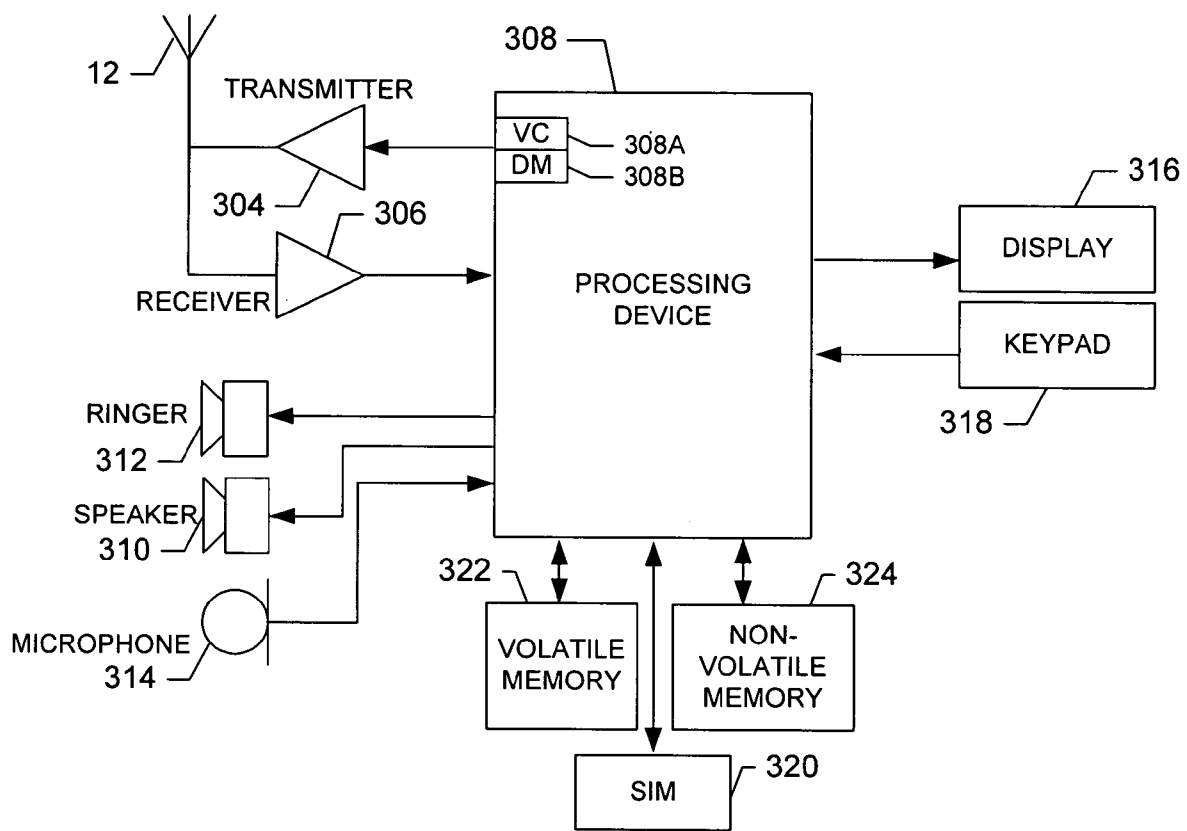 308
12
TRANSMITTER
VC
308A
DM
308B
304
306
316
DISPLAY
RECEIVER
PROCESSING
DEVICE
KEYPAD
318
RINGER
312
SPEAKER
310
322
324
MICROPHONE
314
VOLATILE
MEMORY
NON-
VOLATILE
MEMORY
SIM
320